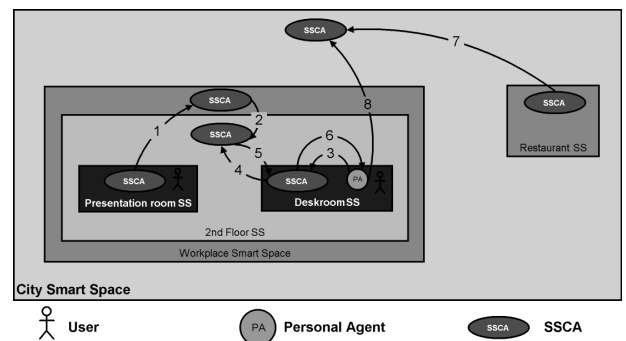 SSCA
7
SSCA
8
SSCA
Restaurant SS
1
2
SSCA
6
5
3
4
SSCA
SSCA
PA
Presentation room SS
Deskroom SS
2nd Floor SS
Workplace Smart Space
City Smart Space
User
PA
Personal Agent
SSCA
SSCA